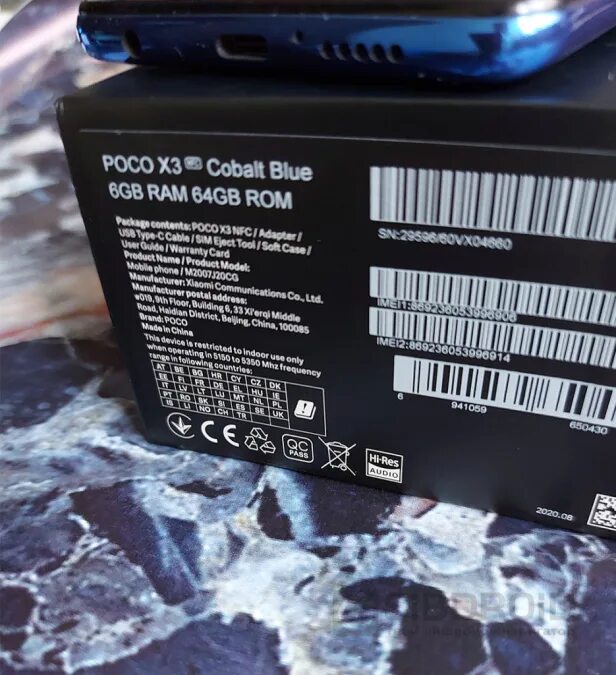 POCO X3 NFC Cobalt Blue
6GB RAM 64GB ROM
Package contents: POCO X3 NFC / Adapter /
USB Type-C Cable / SIM Eject Tool / Soft Case /
User Guide / Warranty Card
Product Name / Product Model:
Mobile phone / M2007J20CG
Manufacturer: Xiaomi Communications Co., Ltd.
Manufacturer postal address:
#019, 9th Floor, Building 6, 33 Xi'erqi Middle
Road, Haidian District, Beijing, China, 100085
Brand: POCO
Made in China
This device is restricted to indoor use only
when operating in 5150 to 5350 Mhz frequency
range in following countries:
AT BE BG HR CY CZ DK
EE FI FR DE HU IE
IT LV LT LU MT NL PL
PT RO SK SI ES SE UK
IS LI NO CH TR
CE
QC
PASS
Hi-Res
AUDIO
SN:29596/60VX04660
IMEI1:869236053996906
IMEI2:869236053996914
6 941059 650430
2020.08